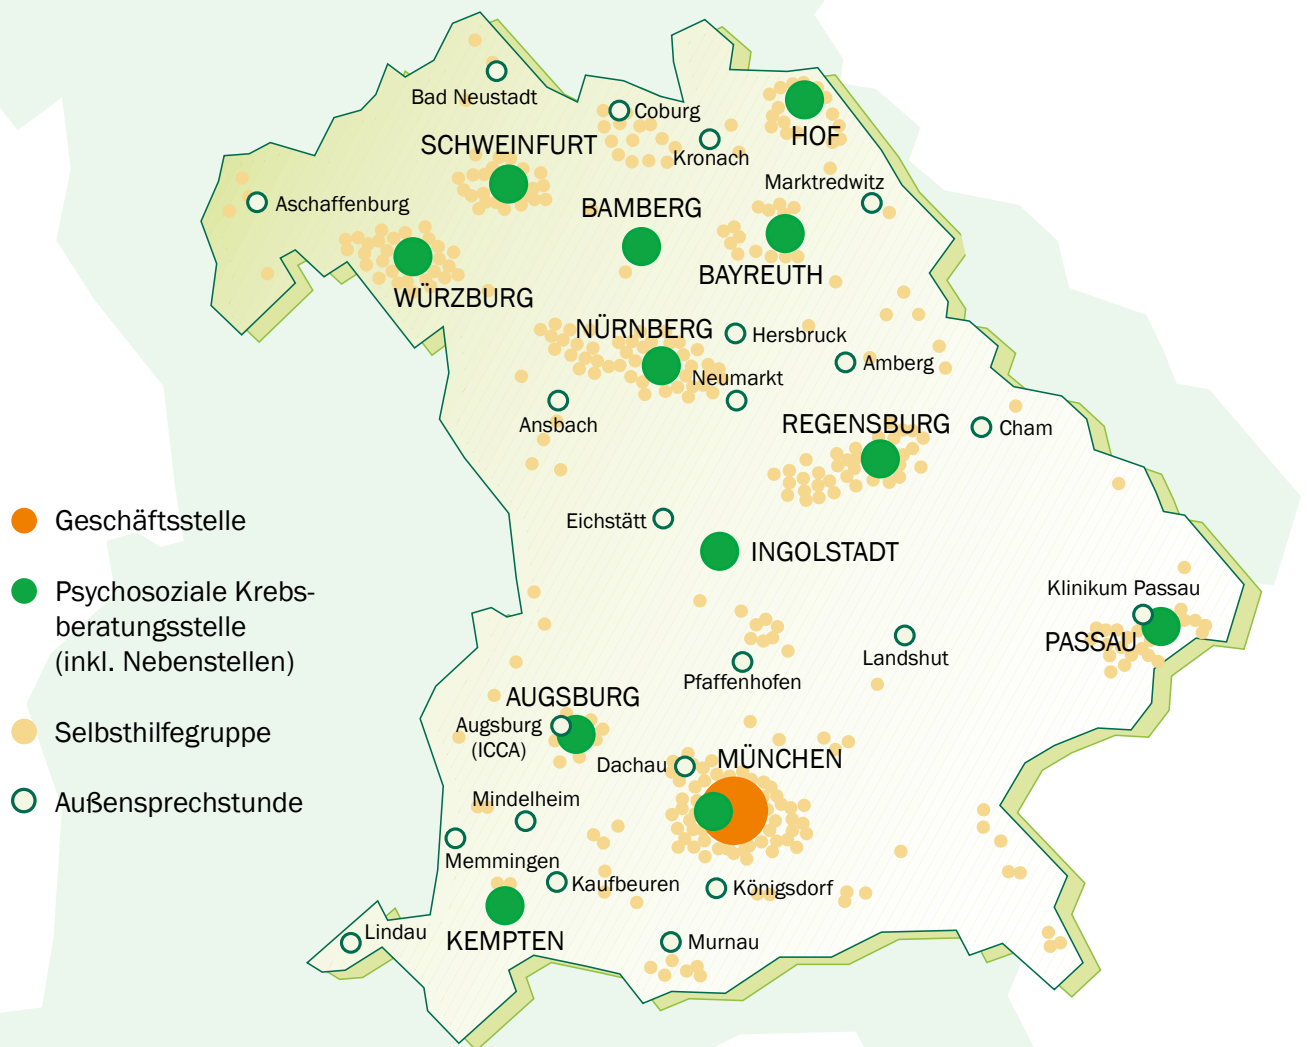 Bad Neustadt
Coburg
SCHWEINFURT
HOF
Kronach
Marktredwitz
Aschaffenburg
BAMBERG
BAYREUTH
WÜRZBURG
NÜRNBERG
Hersbruck
Amberg
Neumarkt
Ansbach
REGENSBURG
Cham
Geschäftsstelle
Eichstätt
INGOLSTADT
Psychosoziale Krebs-
beratungsstelle
(inkl. Nebenstellen)
Klinikum Passau
PASSAU
Landshut
Pfaffenhofen
AUGSBURG
Augsburg
(ICCA)
Selbsthilfegruppe
Dachau
MÜNCHEN
Außensprechstunde
Mindelheim
Memmingen
Kaufbeuren
Königsdorf
Lindau
KEMPTEN
Murnau